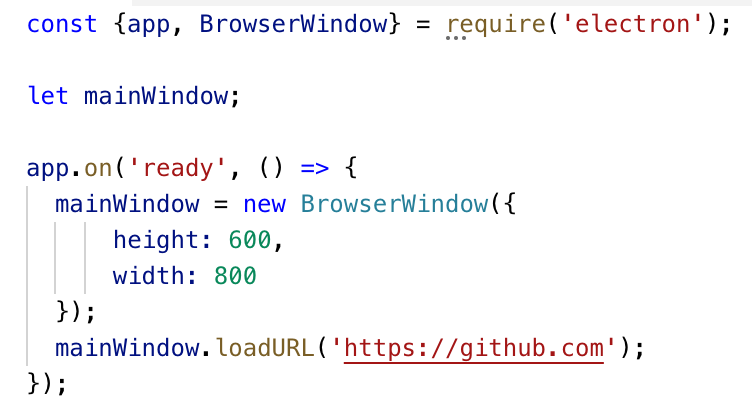 const {app, BrowserWindow} = require('electron');
let mainWindow;
app.on('ready', () => {
mainWindow = new BrowserWindow({
height: 600,
width: 800
});
mainWindow.loadURL('https://github.com');
});